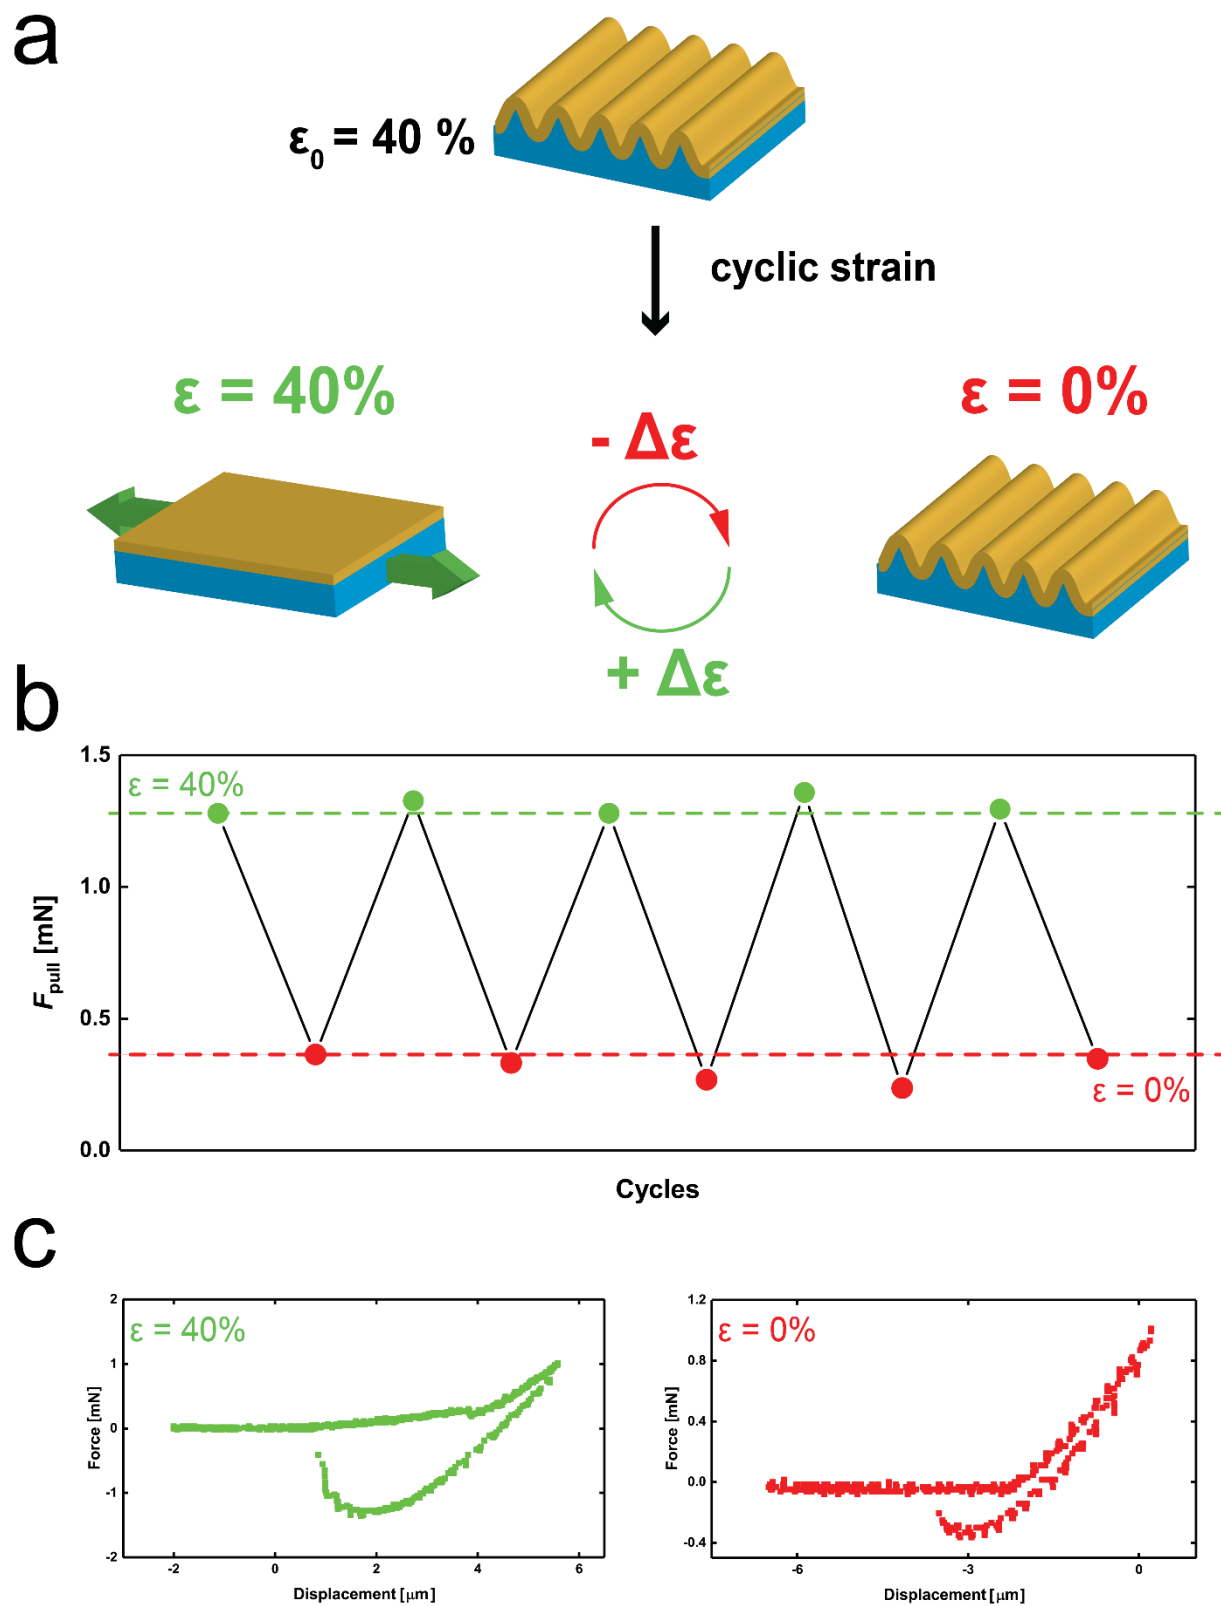 a
ε₀ = 40 %
cyclic strain
ε = 40%
- Δε
ε = 0%
+ Δε
b
1.5
ε = 40%
1.0
F_pull [mN]
0.5
ε = 0%
0.0
Cycles
c
2
ε = 40%
1
0
-1
-2
Force [mN]
-2
0
2
4
6
Displacement [μm]
1.2
ε = 0%
0.8
0.4
0.0
-0.4
Force [mN]
-6
-3
0
Displacement [μm]